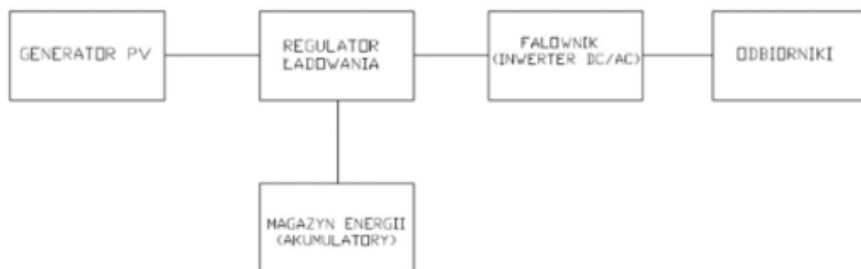 GENERATOR PV
REGULATOR
ŁADOWANIA
FALOWNIK
(INWERTER DC/AC)
ODBIORNIKI
MAGAZYN ENERGII
(AKUMULATORY)